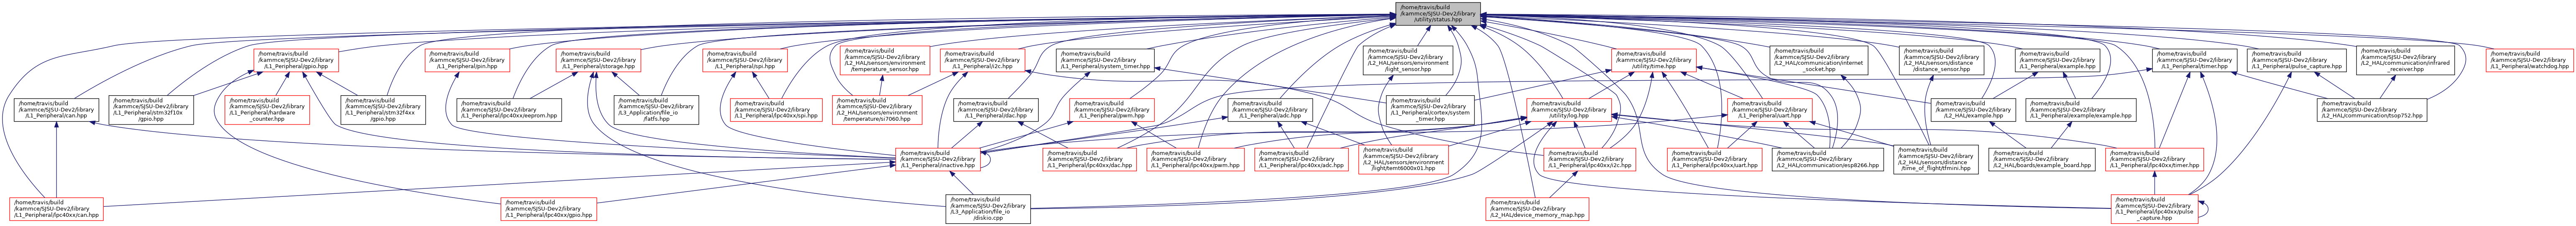 /home/travis/build
/kammce/SJSU-Dev2/library
/utility/status.hpp
/home/travis/build
/kammce/SJSU-Dev2/library
/L1_Peripheral/gpio.hpp
/home/travis/build
/kammce/SJSU-Dev2/library
/L1_Peripheral/pin.hpp
/home/travis/build
/kammce/SJSU-Dev2/library
/L1_Peripheral/storage.hpp
/home/travis/build
/kammce/SJSU-Dev2/library
/L1_Peripheral/spi.hpp
/home/travis/build
/kammce/SJSU-Dev2/library
/L2_HAL/sensors/environment
/temperature_sensor.hpp
/home/travis/build
/kammce/SJSU-Dev2/library
/L1_Peripheral/i2c.hpp
/home/travis/build
/kammce/SJSU-Dev2/library
/L1_Peripheral/system_timer.hpp
/home/travis/build
/kammce/SJSU-Dev2/library
/L2_HAL/sensors/environment
/light_sensor.hpp
/home/travis/build
/kammce/SJSU-Dev2/library
/utility/time.hpp
/home/travis/build
/kammce/SJSU-Dev2/library
/L2_HAL/communication/internet
_socket.hpp
/home/travis/build
/kammce/SJSU-Dev2/library
/L2_HAL/sensors/distance
/distance_sensor.hpp
/home/travis/build
/kammce/SJSU-Dev2/library
/L1_Peripheral/example.hpp
/home/travis/build
/kammce/SJSU-Dev2/library
/L1_Peripheral/timer.hpp
/home/travis/build
/kammce/SJSU-Dev2/library
/L1_Peripheral/pulse_capture.hpp
/home/travis/build
/kammce/SJSU-Dev2/library
/L2_HAL/communication/infrared
_receiver.hpp
/home/travis/build
/kammce/SJSU-Dev2/library
/L1_Peripheral/watchdog.hpp
/home/travis/build
/kammce/SJSU-Dev2/library
/L1_Peripheral/can.hpp
/home/travis/build
/kammce/SJSU-Dev2/library
/L1_Peripheral/stm32f10x
/gpio.hpp
/home/travis/build
/kammce/SJSU-Dev2/library
/L1_Peripheral/hardware
_counter.hpp
/home/travis/build
/kammce/SJSU-Dev2/library
/L1_Peripheral/stm32f4xx
/gpio.hpp
/home/travis/build
/kammce/SJSU-Dev2/library
/L1_Peripheral/lpc40xx/eeprom.hpp
/home/travis/build
/kammce/SJSU-Dev2/library
/L3_Application/file_io
/fatfs.hpp
/home/travis/build
/kammce/SJSU-Dev2/library
/L1_Peripheral/lpc40xx/spi.hpp
/home/travis/build
/kammce/SJSU-Dev2/library
/L2_HAL/sensors/environment
/temperature/si7060.hpp
/home/travis/build
/kammce/SJSU-Dev2/library
/L1_Peripheral/dac.hpp
/home/travis/build
/kammce/SJSU-Dev2/library
/L1_Peripheral/pwm.hpp
/home/travis/build
/kammce/SJSU-Dev2/library
/L1_Peripheral/adc.hpp
/home/travis/build
/kammce/SJSU-Dev2/library
/L1_Peripheral/cortex/system
_timer.hpp
/home/travis/build
/kammce/SJSU-Dev2/library
/utility/log.hpp
/home/travis/build
/kammce/SJSU-Dev2/library
/L1_Peripheral/uart.hpp
/home/travis/build
/kammce/SJSU-Dev2/library
/L2_HAL/example.hpp
/home/travis/build
/kammce/SJSU-Dev2/library
/L1_Peripheral/example/example.hpp
/home/travis/build
/kammce/SJSU-Dev2/library
/L2_HAL/communication/tsop752.hpp
/home/travis/build
/kammce/SJSU-Dev2/library
/L1_Peripheral/inactive.hpp
/home/travis/build
/kammce/SJSU-Dev2/library
/L1_Peripheral/lpc40xx/dac.hpp
/home/travis/build
/kammce/SJSU-Dev2/library
/L1_Peripheral/lpc40xx/pwm.hpp
/home/travis/build
/kammce/SJSU-Dev2/library
/L1_Peripheral/lpc40xx/adc.hpp
/home/travis/build
/kammce/SJSU-Dev2/library
/L2_HAL/sensors/environment
/light/temt6000x01.hpp
/home/travis/build
/kammce/SJSU-Dev2/library
/L1_Peripheral/lpc40xx/i2c.hpp
/home/travis/build
/kammce/SJSU-Dev2/library
/L1_Peripheral/lpc40xx/uart.hpp
/home/travis/build
/kammce/SJSU-Dev2/library
/L2_HAL/communication/esp8266.hpp
/home/travis/build
/kammce/SJSU-Dev2/library
/L2_HAL/sensors/distance
/time_of_flight/tfmini.hpp
/home/travis/build
/kammce/SJSU-Dev2/library
/L2_HAL/boards/example_board.hpp
/home/travis/build
/kammce/SJSU-Dev2/library
/L1_Peripheral/lpc40xx/timer.hpp
/home/travis/build
/kammce/SJSU-Dev2/library
/L1_Peripheral/lpc40xx/can.hpp
/home/travis/build
/kammce/SJSU-Dev2/library
/L1_Peripheral/lpc40xx/gpio.hpp
/home/travis/build
/kammce/SJSU-Dev2/library
/L3_Application/file_io
/diskio.cpp
/home/travis/build
/kammce/SJSU-Dev2/library
/L2_HAL/device_memory_map.hpp
/home/travis/build
/kammce/SJSU-Dev2/library
/L1_Peripheral/lpc40xx/pulse
_capture.hpp